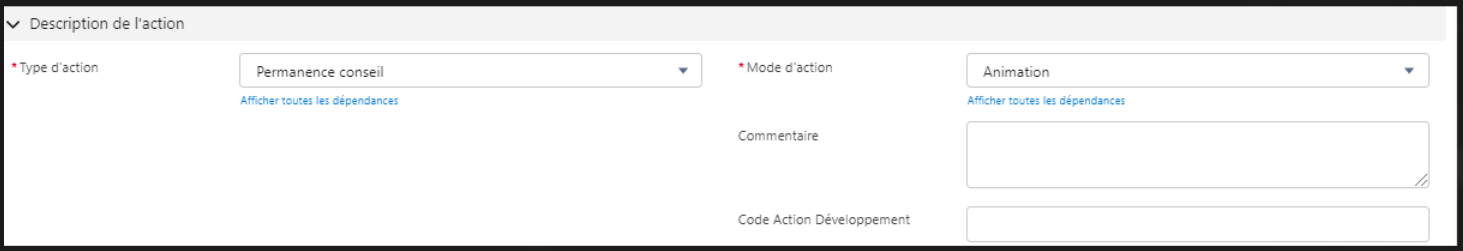 Description de l'action
*Type d'action
Permanence conseil
Afficher toutes les dépendances
*Mode d'action
Animation
Afficher toutes les dépendances
Commentaire
Code Action Développement